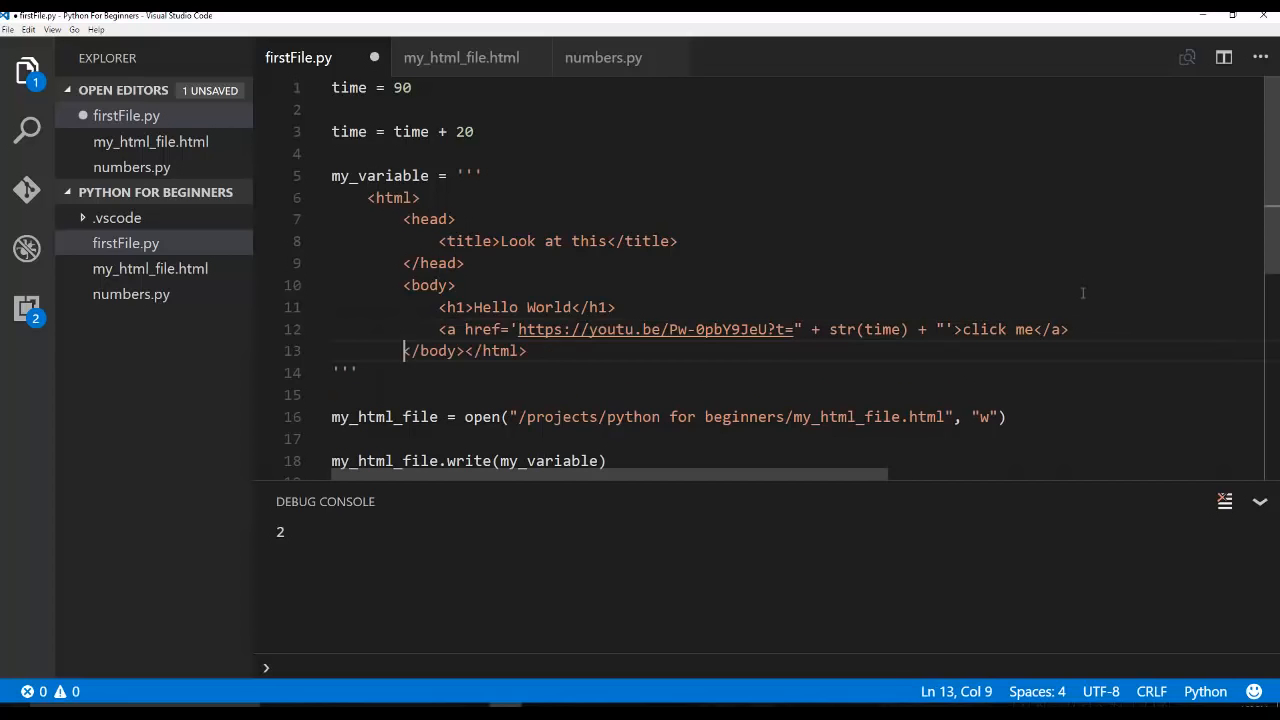 firstFile.py - Python For Beginners - Visual Studio Code
File Edit View Go Help
EXPLORER
OPEN EDITORS 1 UNSAVED
firstFile.py
my_html_file.html
numbers.py
PYTHON FOR BEGINNERS
.vscode
firstFile.py
my_html_file.html
numbers.py
1
2
firstFile.py my_html_file.html numbers.py
1 time = 90
2
3 time = time + 20
4
5 my_variable = '''
6 <html>
7 <head>
8 <title>Look at this</title>
9 </head>
10 <body>
11 <h1>Hello World</h1>
12 <a href='https://youtu.be/Pw-0pbY9JeU?t=" + str(time) + "'>click me</a>
13 </body></html>
14 '''
15
16 my_html_file = open("/projects/python for beginners/my_html_file.html", "w")
17
18 my_html_file.write(my_variable)
DEBUG CONSOLE
2
0 0 Ln 13, Col 9 Spaces: 4 UTF-8 CRLF Python